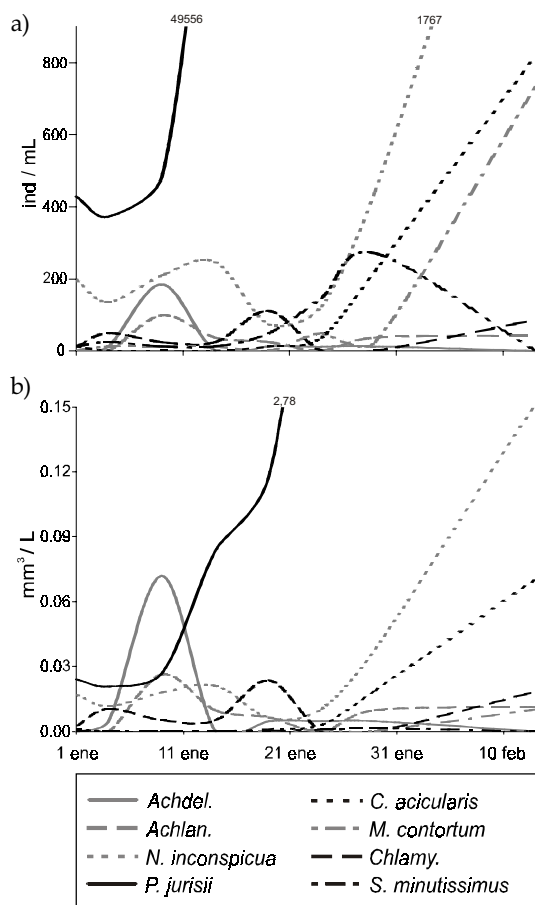 a)
49556
1767
800
600
400
200
0
ind / mL
b)
2,78
0.15
0.12
0.09
0.06
0.03
0.00
mm³ / L
1 ene 11 ene 21 ene 31 ene 10 feb
Achdel.
Achlan.
N. inconspicua
P. jurisii
C. acicularis
M. contortum
Chlamy.
S. minutissimus